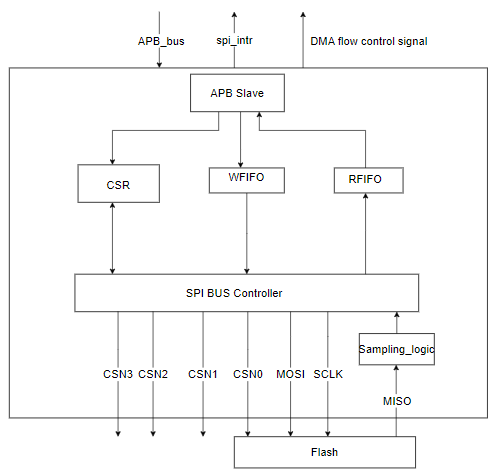 APB_bus
spi_intr
DMA flow control signal
APB Slave
CSR
WFIFO
RFIFO
SPI BUS Controller
Sampling_logic
CSN3
CSN2
CSN1
CSN0
MOSI
SCLK
MISO
Flash